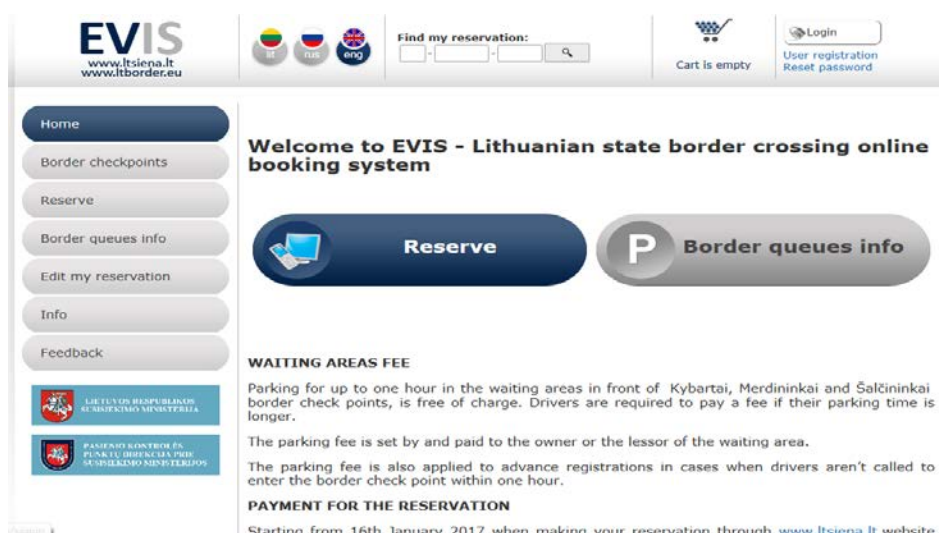 EVIS
www.ltsiena.lt
www.ltborder.eu
lt rus eng
Find my reservation:
- -
Cart is empty
Login
User registration
Reset password
Home
Border checkpoints
Reserve
Border queues info
Edit my reservation
Info
Feedback
LIETUVOS RESPUBLIKOS
SUSISIEKIMO MINISTERIJA
PASIENIO KONTROLĖS
PUNKTŲ DIREKCIJA PRIE
SUSISIEKIMO MINISTERIJOS
Welcome to EVIS - Lithuanian state border crossing online
booking system
Reserve
P Border queues info
WAITING AREAS FEE
Parking for up to one hour in the waiting areas in front of Kybartai, Merdininkai and Šalčininkai
border check points, is free of charge. Drivers are required to pay a fee if their parking time is
longer.
The parking fee is set by and paid to the owner or the lessor of the waiting area.
The parking fee is also applied to advance registrations in cases when drivers aren't called to
enter the border check point within one hour.
PAYMENT FOR THE RESERVATION
Starting from 16th January 2017 when making your reservation through www.ltsiena.lt website